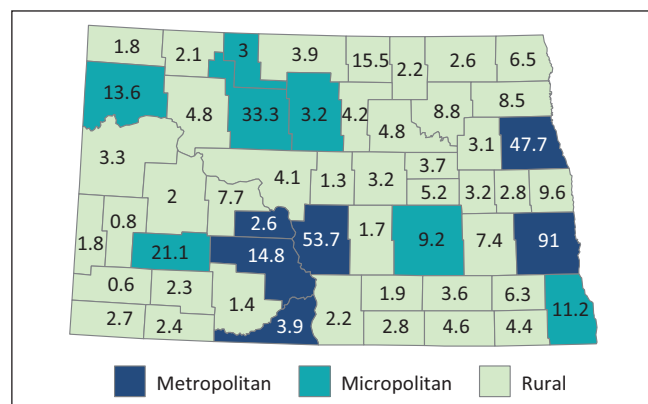 1.8 2.1 3 3.9 15.5 2.2 2.6 6.5
13.6 4.8 33.3 3.2 4.2 4.8 8.8 8.5
3.1 47.7
3.3 2 7.7 4.1 1.3 3.2 3.7
5.2 3.2 2.8 9.6
1.8 0.8 21.1 2.6 14.8 53.7 1.7 9.2 7.4 91
0.6 2.3 1.4 1.9 3.6 6.3 11.2
2.7 2.4 3.9 2.2 2.8 4.6 4.4
Metropolitan Micropolitan Rural